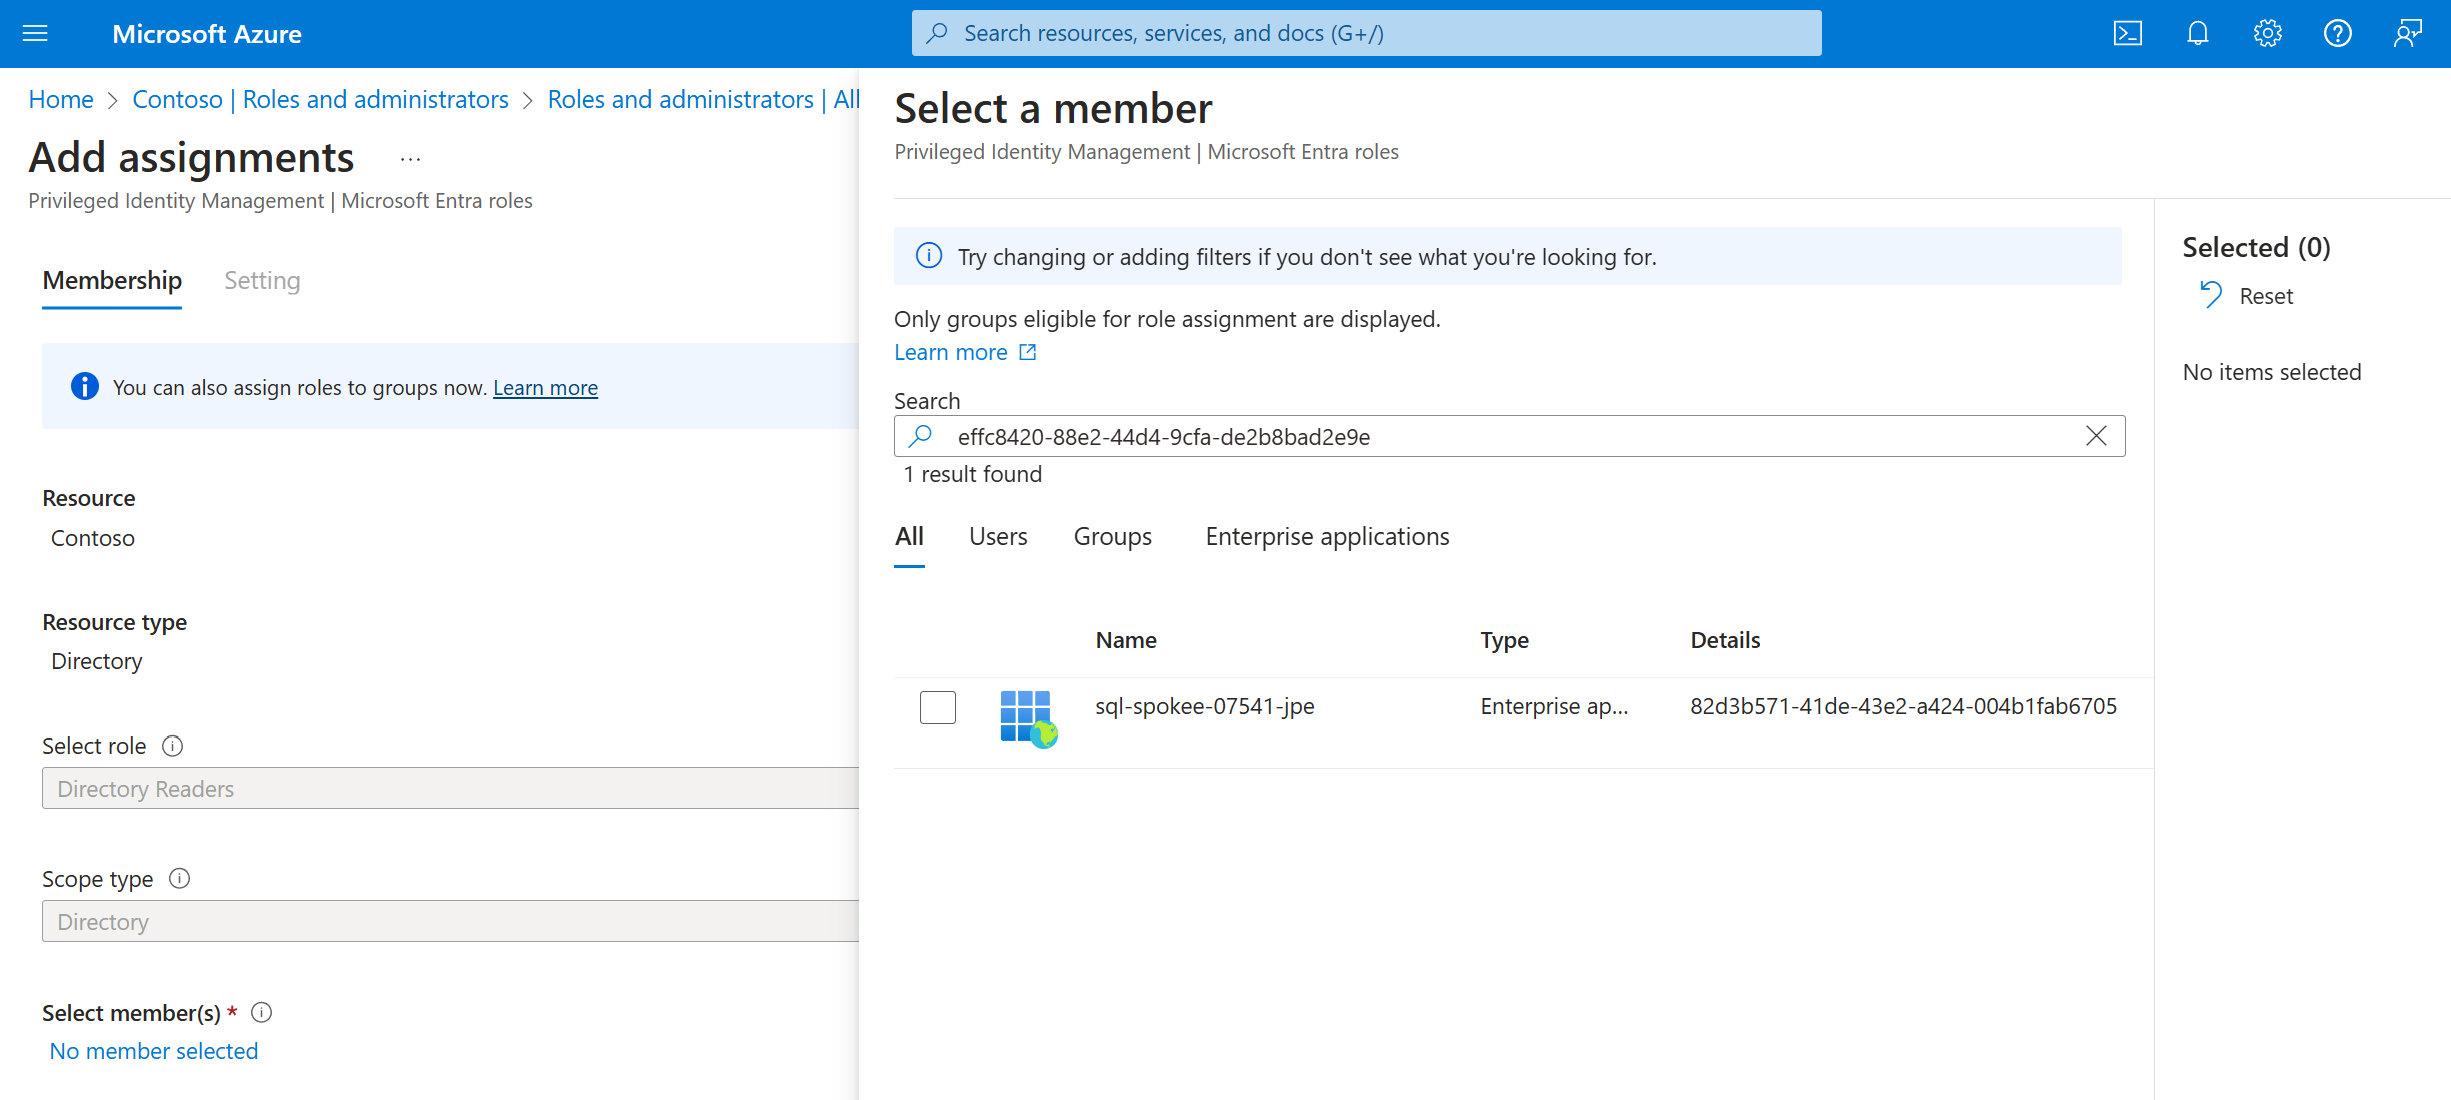 Microsoft Azure
Search resources, services, and docs (G+/)
Home > Contoso | Roles and administrators > Roles and administrators | All
Add assignments ...
Privileged Identity Management | Microsoft Entra roles
Membership Setting
You can also assign roles to groups now. Learn more
Resource
Contoso
Resource type
Directory
Select role
Directory Readers
Scope type
Directory
Select member(s) *
No member selected
Select a member
Privileged Identity Management | Microsoft Entra roles
Try changing or adding filters if you don't see what you're looking for.
Only groups eligible for role assignment are displayed.
Learn more
Search
effc8420-88e2-44d4-9cfa-de2b8bad2e9e
1 result found
All Users Groups Enterprise applications
Name Type Details
sql-spokee-07541-jpe Enterprise ap... 82d3b571-41de-43e2-a424-004b1fab6705
Selected (0)
Reset
No items selected